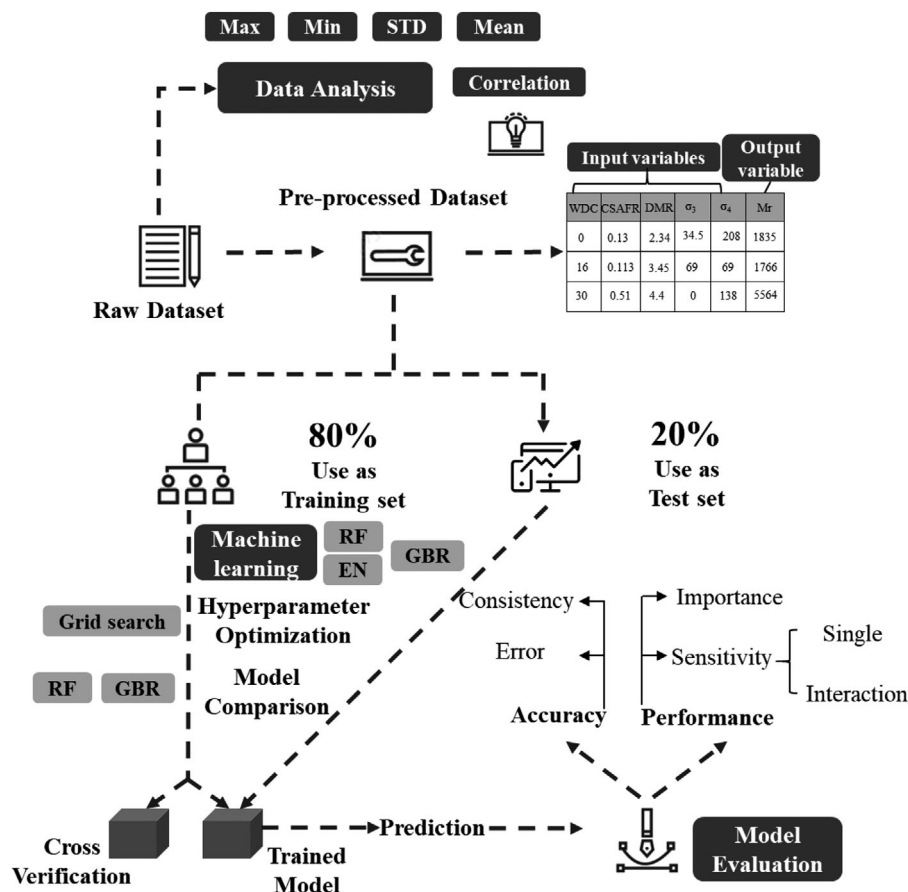 Max Min STD Mean
Data Analysis
Correlation
Input variables
Output
variable
Pre-processed Dataset
WDC CSAFR DMR σ3 σ4 Mr
0 0.13 2.34 34.5 208 1835
16 0.113 3.45 69 69 1766
30 0.51 4.4 0 138 5564
Raw Dataset
80%
Use as
Training set
20%
Use as
Test set
Machine
learning
RF
EN
GBR
Grid search
Hyperparameter
Optimization
RF GBR
Model
Comparison
Consistency
Error
Accuracy
Importance
Sensitivity
Single
Interaction
Performance
Cross
Verification
Trained
Model
Prediction
Model
Evaluation